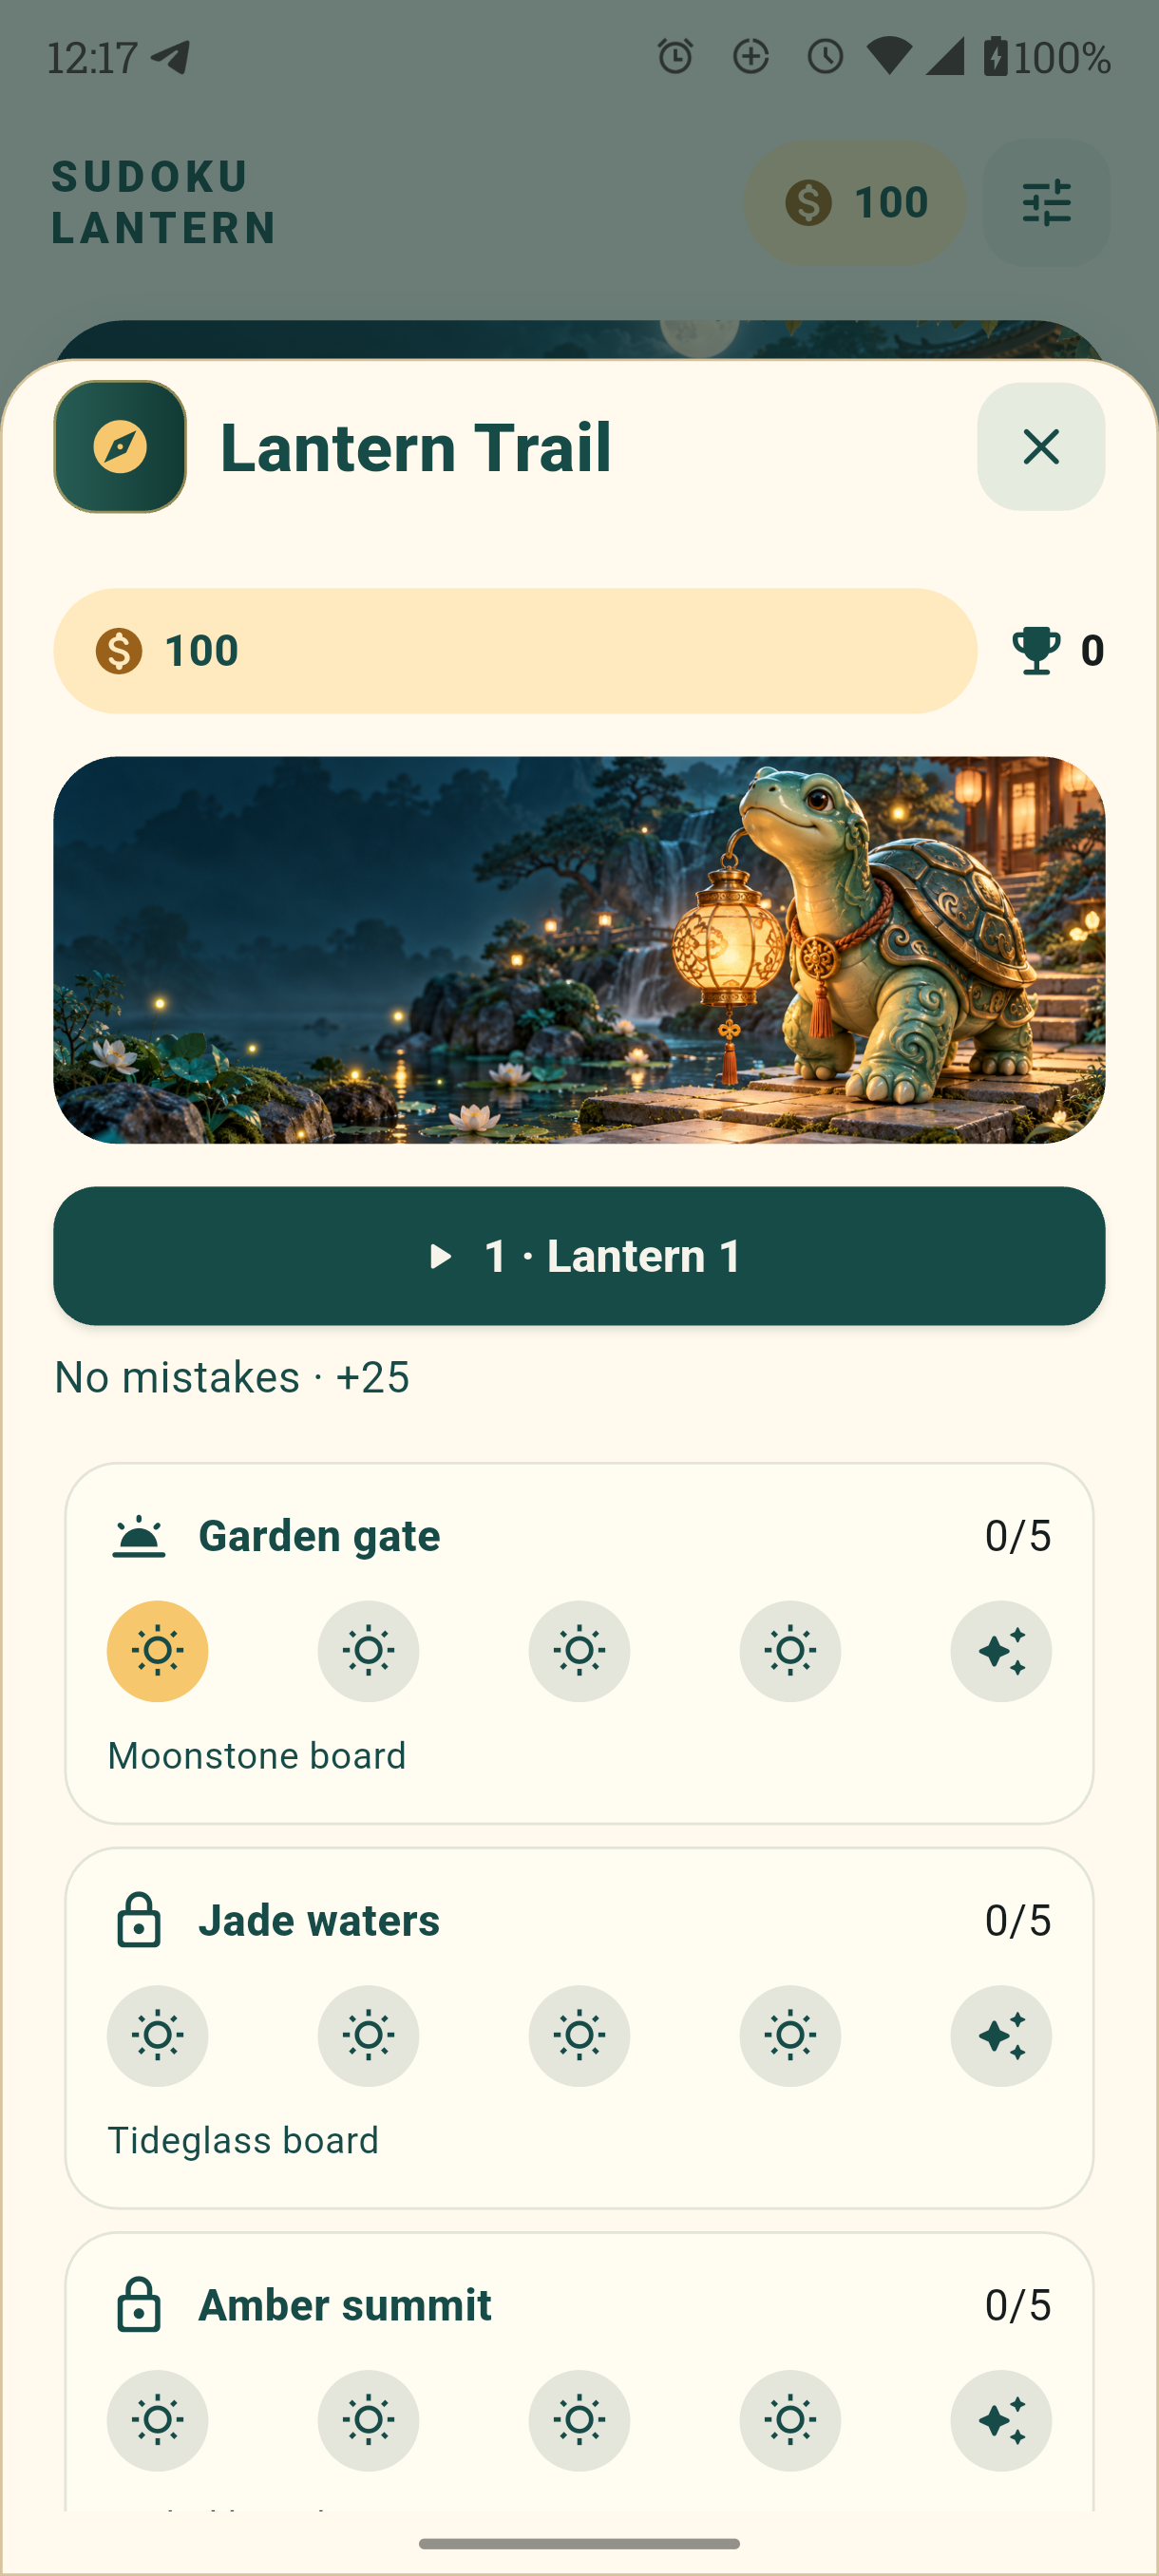 12:17
100%
SUDOKU
LANTERN
100
Lantern Trail
100
0
1 · Lantern 1
No mistakes · +25
Garden gate
0/5
Moonstone board
Jade waters
0/5
Tideglass board
Amber summit
0/5